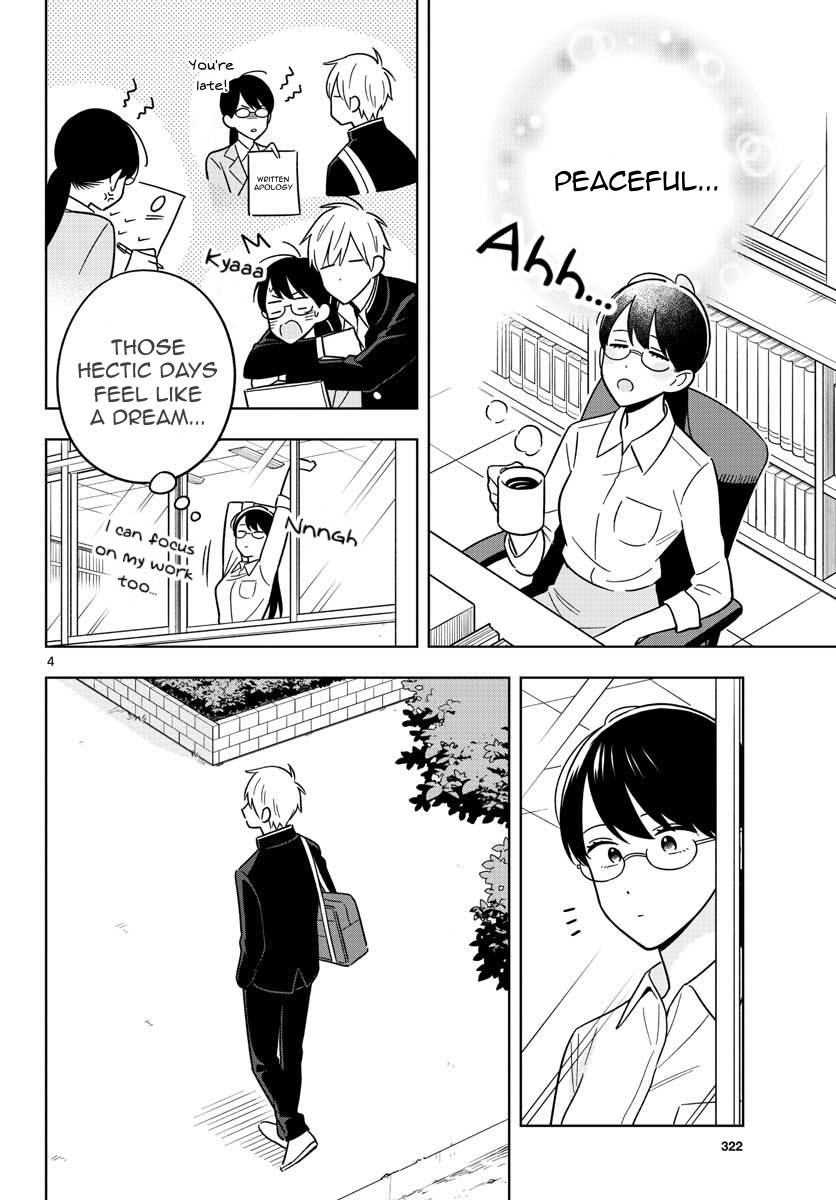 PEACEFUL...
Ahh...
You're
late!
WRITTEN
APOLOGY
Kyaaa
THOSE
HECTIC DAYS
FEEL LIKE
A DREAM...
Nnngh
I can focus
on my work
too...
4
322